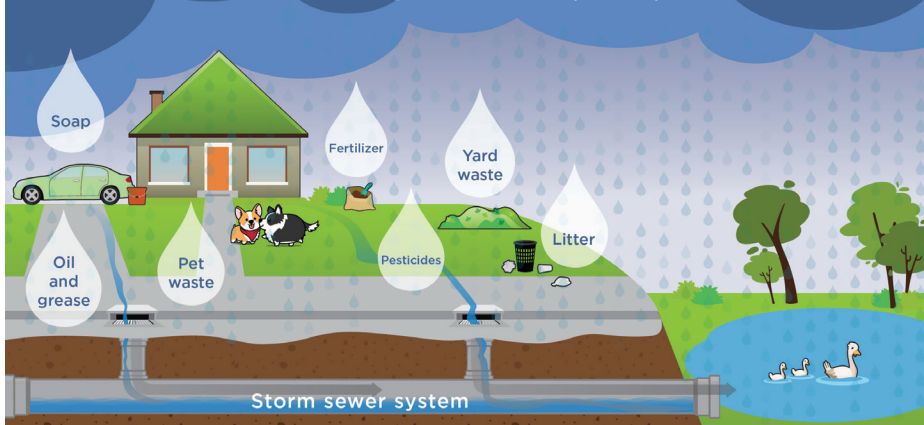 Soap
Fertilizer
Yard
waste
Oil
and
grease
Pet
waste
Pesticides
Litter
Storm sewer system